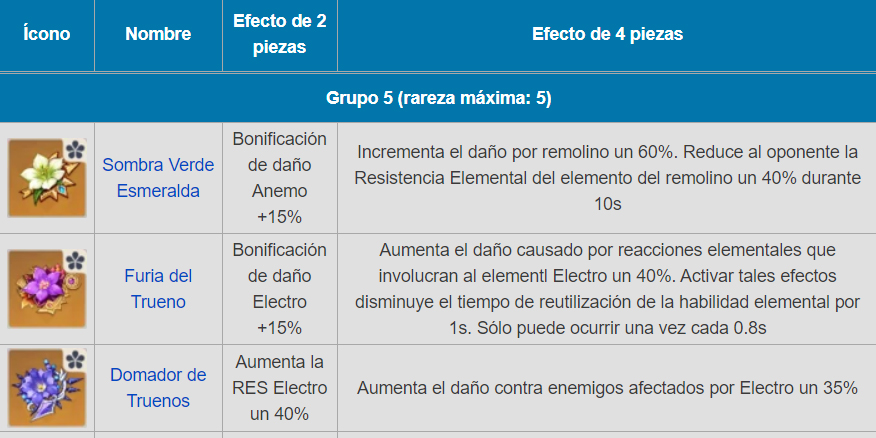 Ícono
Nombre
Efecto de 2
piezas
Efecto de 4 piezas
Grupo 5 (rareza máxima: 5)
Sombra Verde
Esmeralda
Bonificación
de daño
Anemo
+15%
Incrementa el daño por remolino un 60%. Reduce al oponente la
Resistencia Elemental del elemento del remolino un 40% durante
10s
Furia del
Trueno
Bonificación
de daño
Electro
+15%
Aumenta el daño causado por reacciones elementales que
involucran al elementl Electro un 40%. Activar tales efectos
disminuye el tiempo de reutilización de la habilidad elemental por
1s. Sólo puede ocurrir una vez cada 0.8s
Domador de
Truenos
Aumenta la
RES Electro
un 40%
Aumenta el daño contra enemigos afectados por Electro un 35%